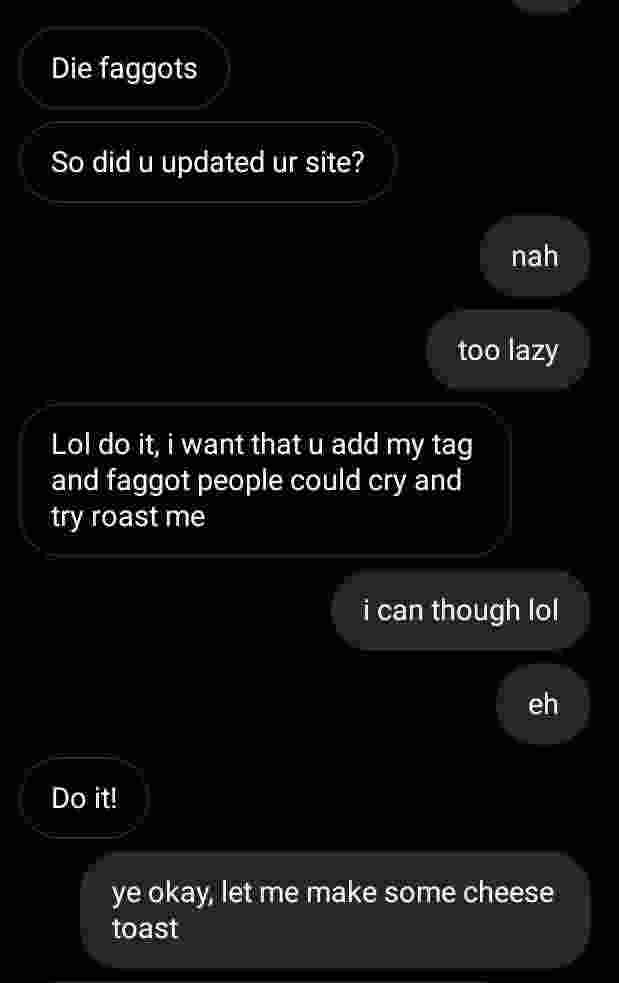 Die faggots
So did u updated ur site?
nah
too lazy
Lol do it, i want that u add my tag
and faggot people could cry and
try roast me
i can though lol
eh
Do it!
ye okay, let me make some cheese
toast